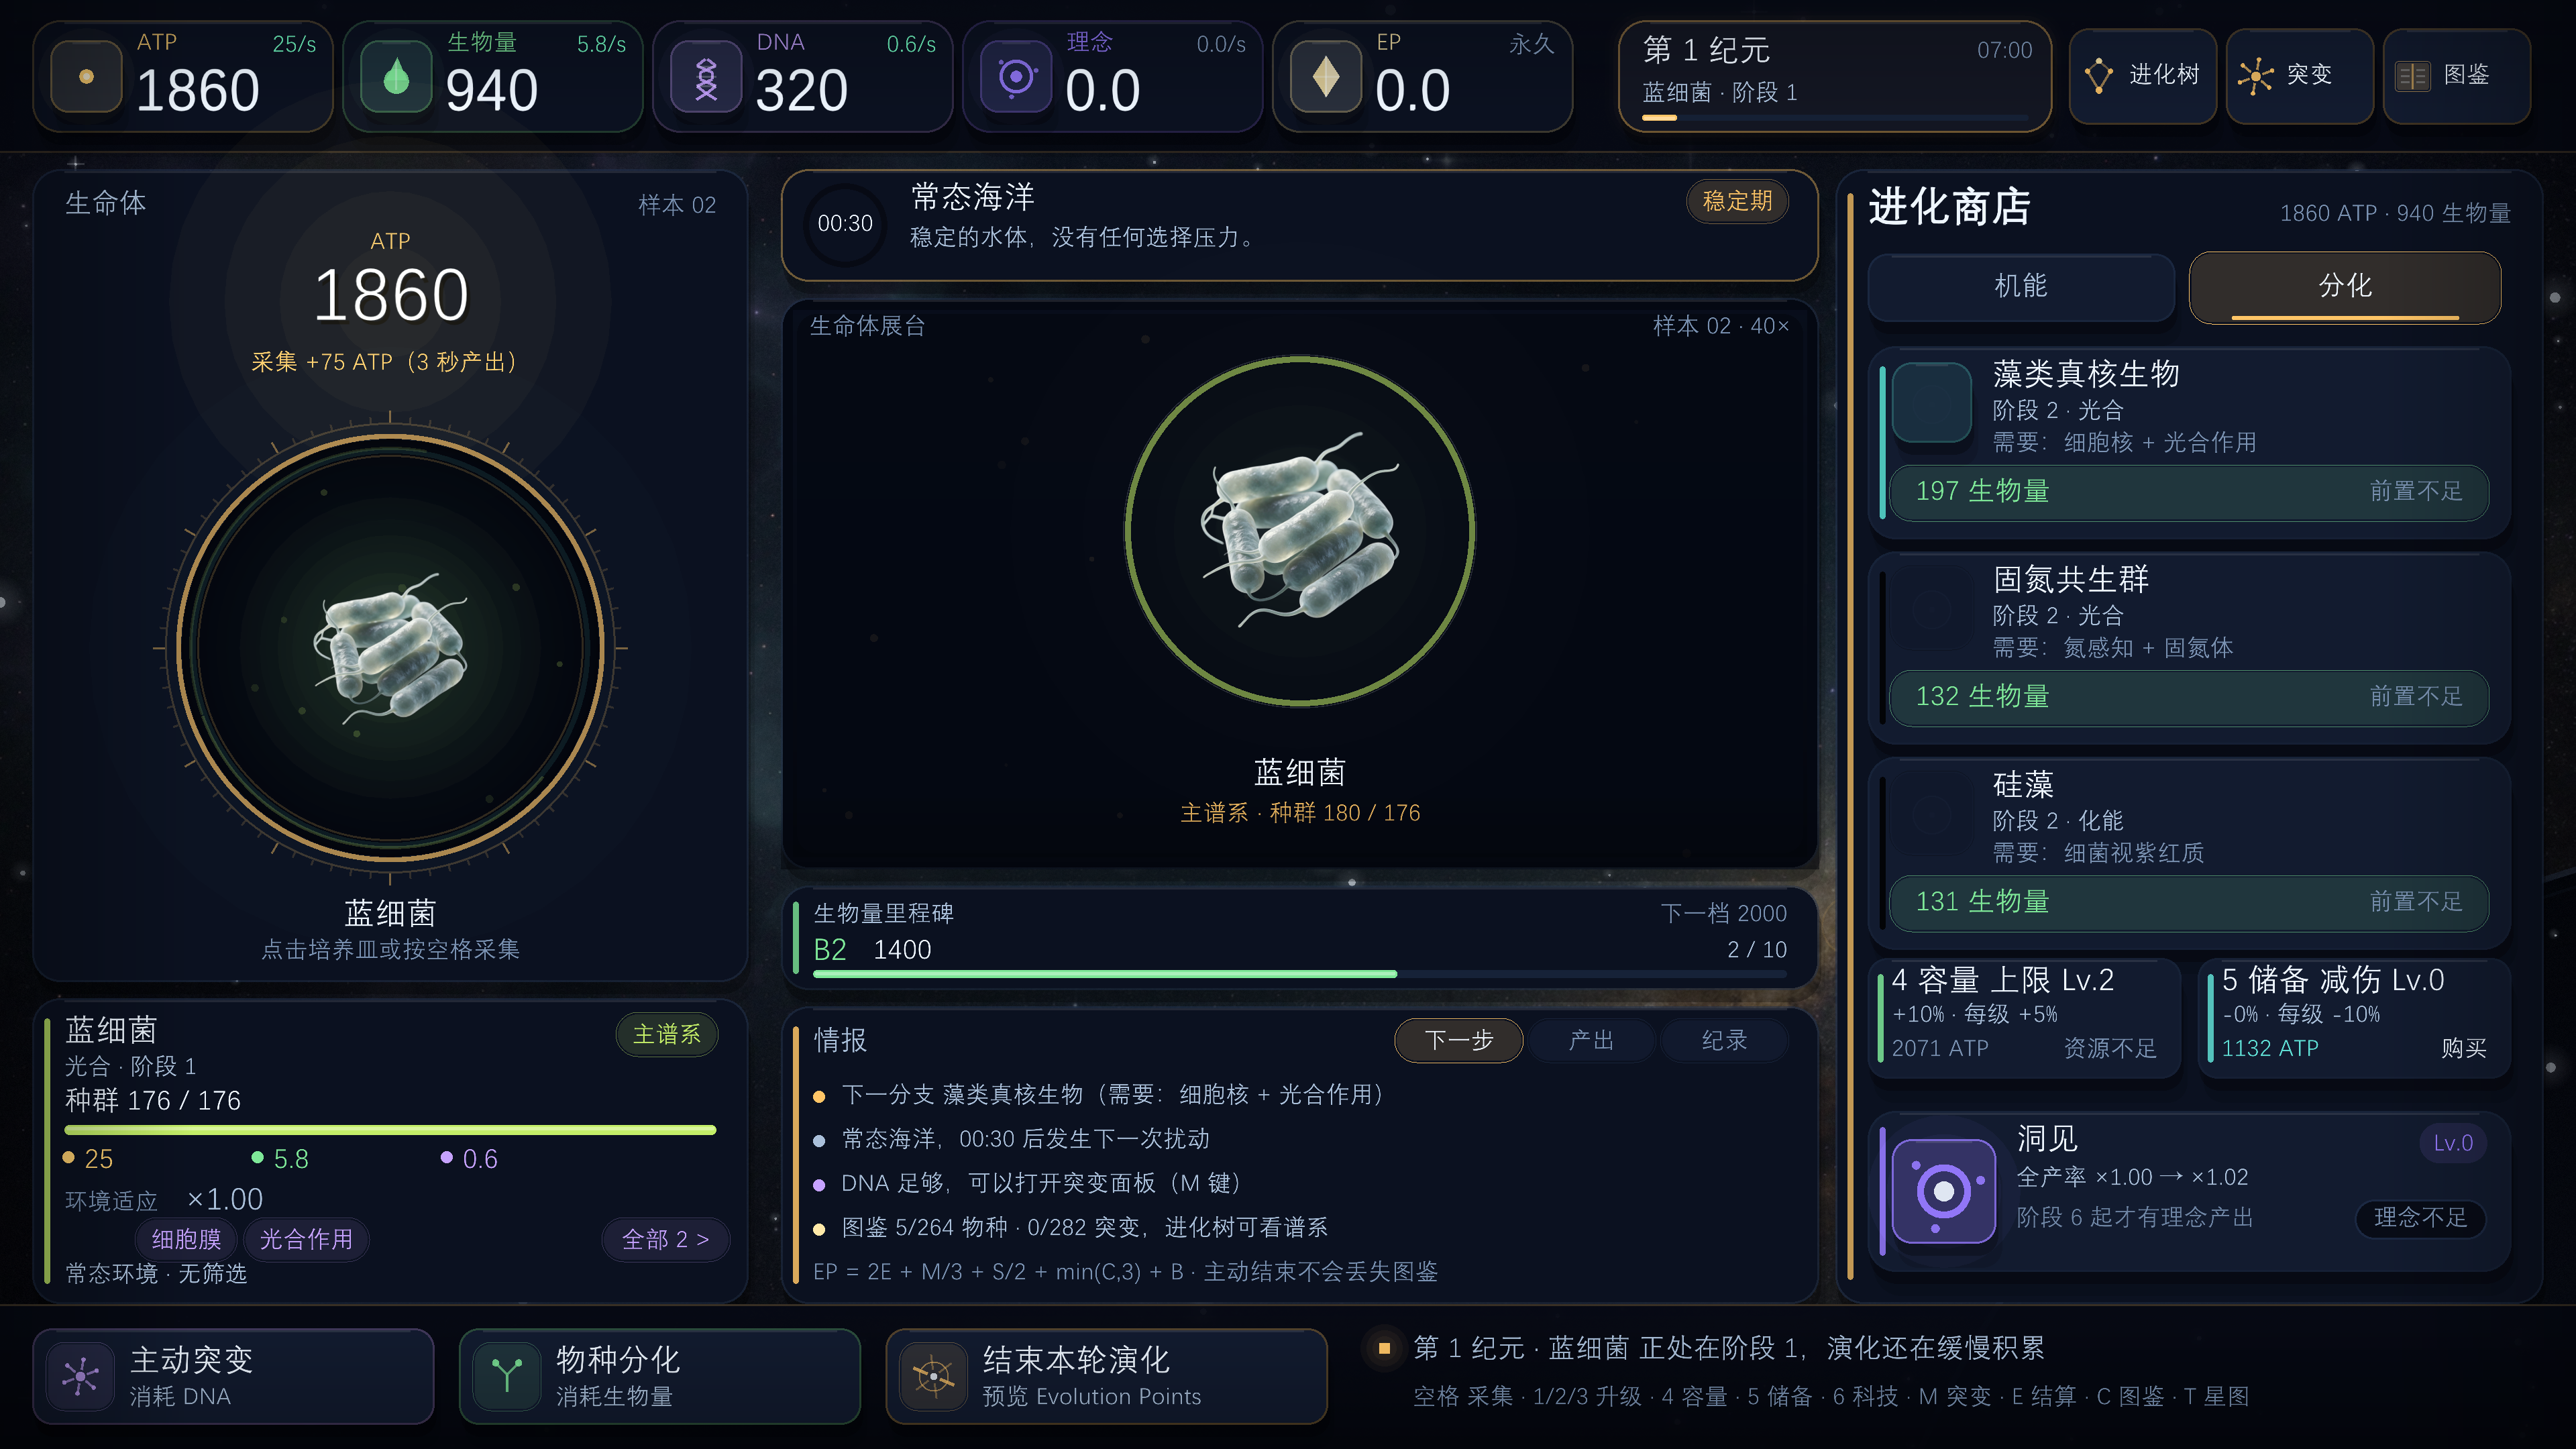 ATP 25/s
1860
生物量 5.8/s
940
DNA 0.6/s
320
理念 0.0/s
0.0
EP 永久
0.0
第 1 纪元 07:00
蓝细菌 · 阶段 1
进化树
突变
图鉴
生命体 样本 02
ATP
1860
采集 +75 ATP（3 秒产出）
蓝细菌
点击培养皿或按空格采集
蓝细菌 主谱系
光合 · 阶段 1
种群 176 / 176
25 5.8 0.6
环境适应 ×1.00
细胞膜 光合作用 全部 2 >
常态环境 · 无筛选
00:30
常态海洋 稳定期
稳定的水体，没有任何选择压力。
生命体展台 样本 02 · 40×
蓝细菌
主谱系 · 种群 180 / 176
生物量里程碑 下一档 2000
B2 1400 2 / 10
情报 下一步 产出 纪录
下一分支 藻类真核生物（需要：细胞核 + 光合作用）
常态海洋，00:30 后发生下一次扰动
DNA 足够，可以打开突变面板（M 键）
图鉴 5/264 物种 · 0/282 突变，进化树可看谱系
EP = 2E + M/3 + S/2 + min(C,3) + B · 主动结束不会丢失图鉴
进化商店 1860 ATP · 940 生物量
机能 分化
藻类真核生物
阶段 2 · 光合
需要：细胞核 + 光合作用
197 生物量 前置不足
固氮共生群
阶段 2 · 光合
需要：氮感知 + 固氮体
132 生物量 前置不足
硅藻
阶段 2 · 化能
需要：细菌视紫红质
131 生物量 前置不足
4 容量 上限 Lv.2
+10% · 每级 +5%
2071 ATP 资源不足
5 储备 减伤 Lv.0
-0% · 每级 -10%
1132 ATP 购买
洞见 Lv.0
全产率 ×1.00 → ×1.02
阶段 6 起才有理念产出 理念不足
主动突变
消耗 DNA
物种分化
消耗生物量
结束本轮演化
预览 Evolution Points
第 1 纪元 · 蓝细菌 正处在阶段 1，演化还在缓慢积累
空格 采集 · 1/2/3 升级 · 4 容量 · 5 储备 · 6 科技 · M 突变 · E 结算 · C 图鉴 · T 星图